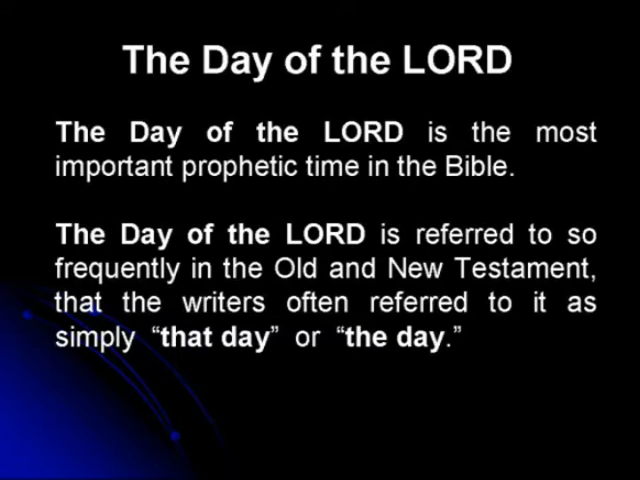 The Day of the LORD
The Day of the LORD is the most
important prophetic time in the Bible.
The Day of the LORD is referred to so
frequently in the Old and New Testament,
that the writers often referred to it as
simply “that day” or “the day.”